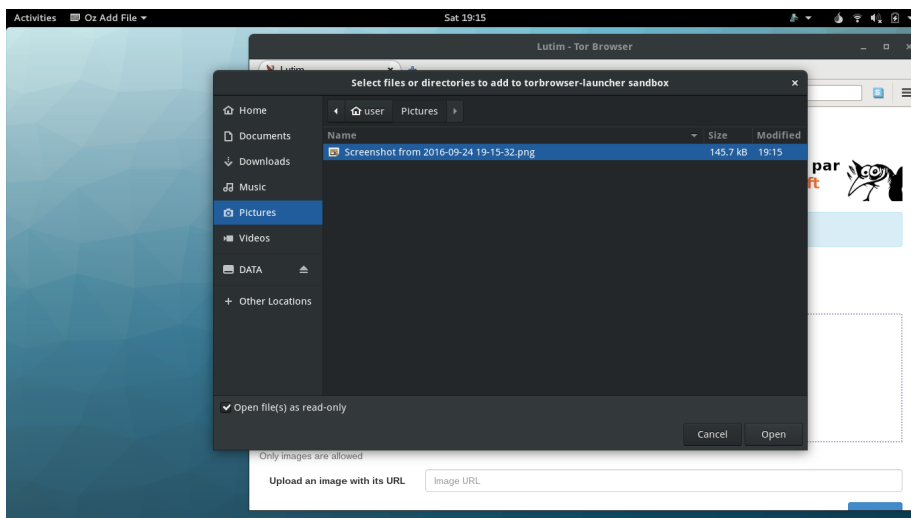 Activities Oz Add File Sat 19:15
Lutim - Tor Browser
Lutim
Select files or directories to add to torbrowser-launcher sandbox
Home
user Pictures
Documents
Name Size Modified
Screenshot from 2016-09-24 19-15-32.png 145.7 kB 19:15
Downloads
Music
par
Pictures
Videos
DATA
+ Other Locations
Open file(s) as read-only
Cancel Open
Only images are allowed
Upload an image with its URL Image URL